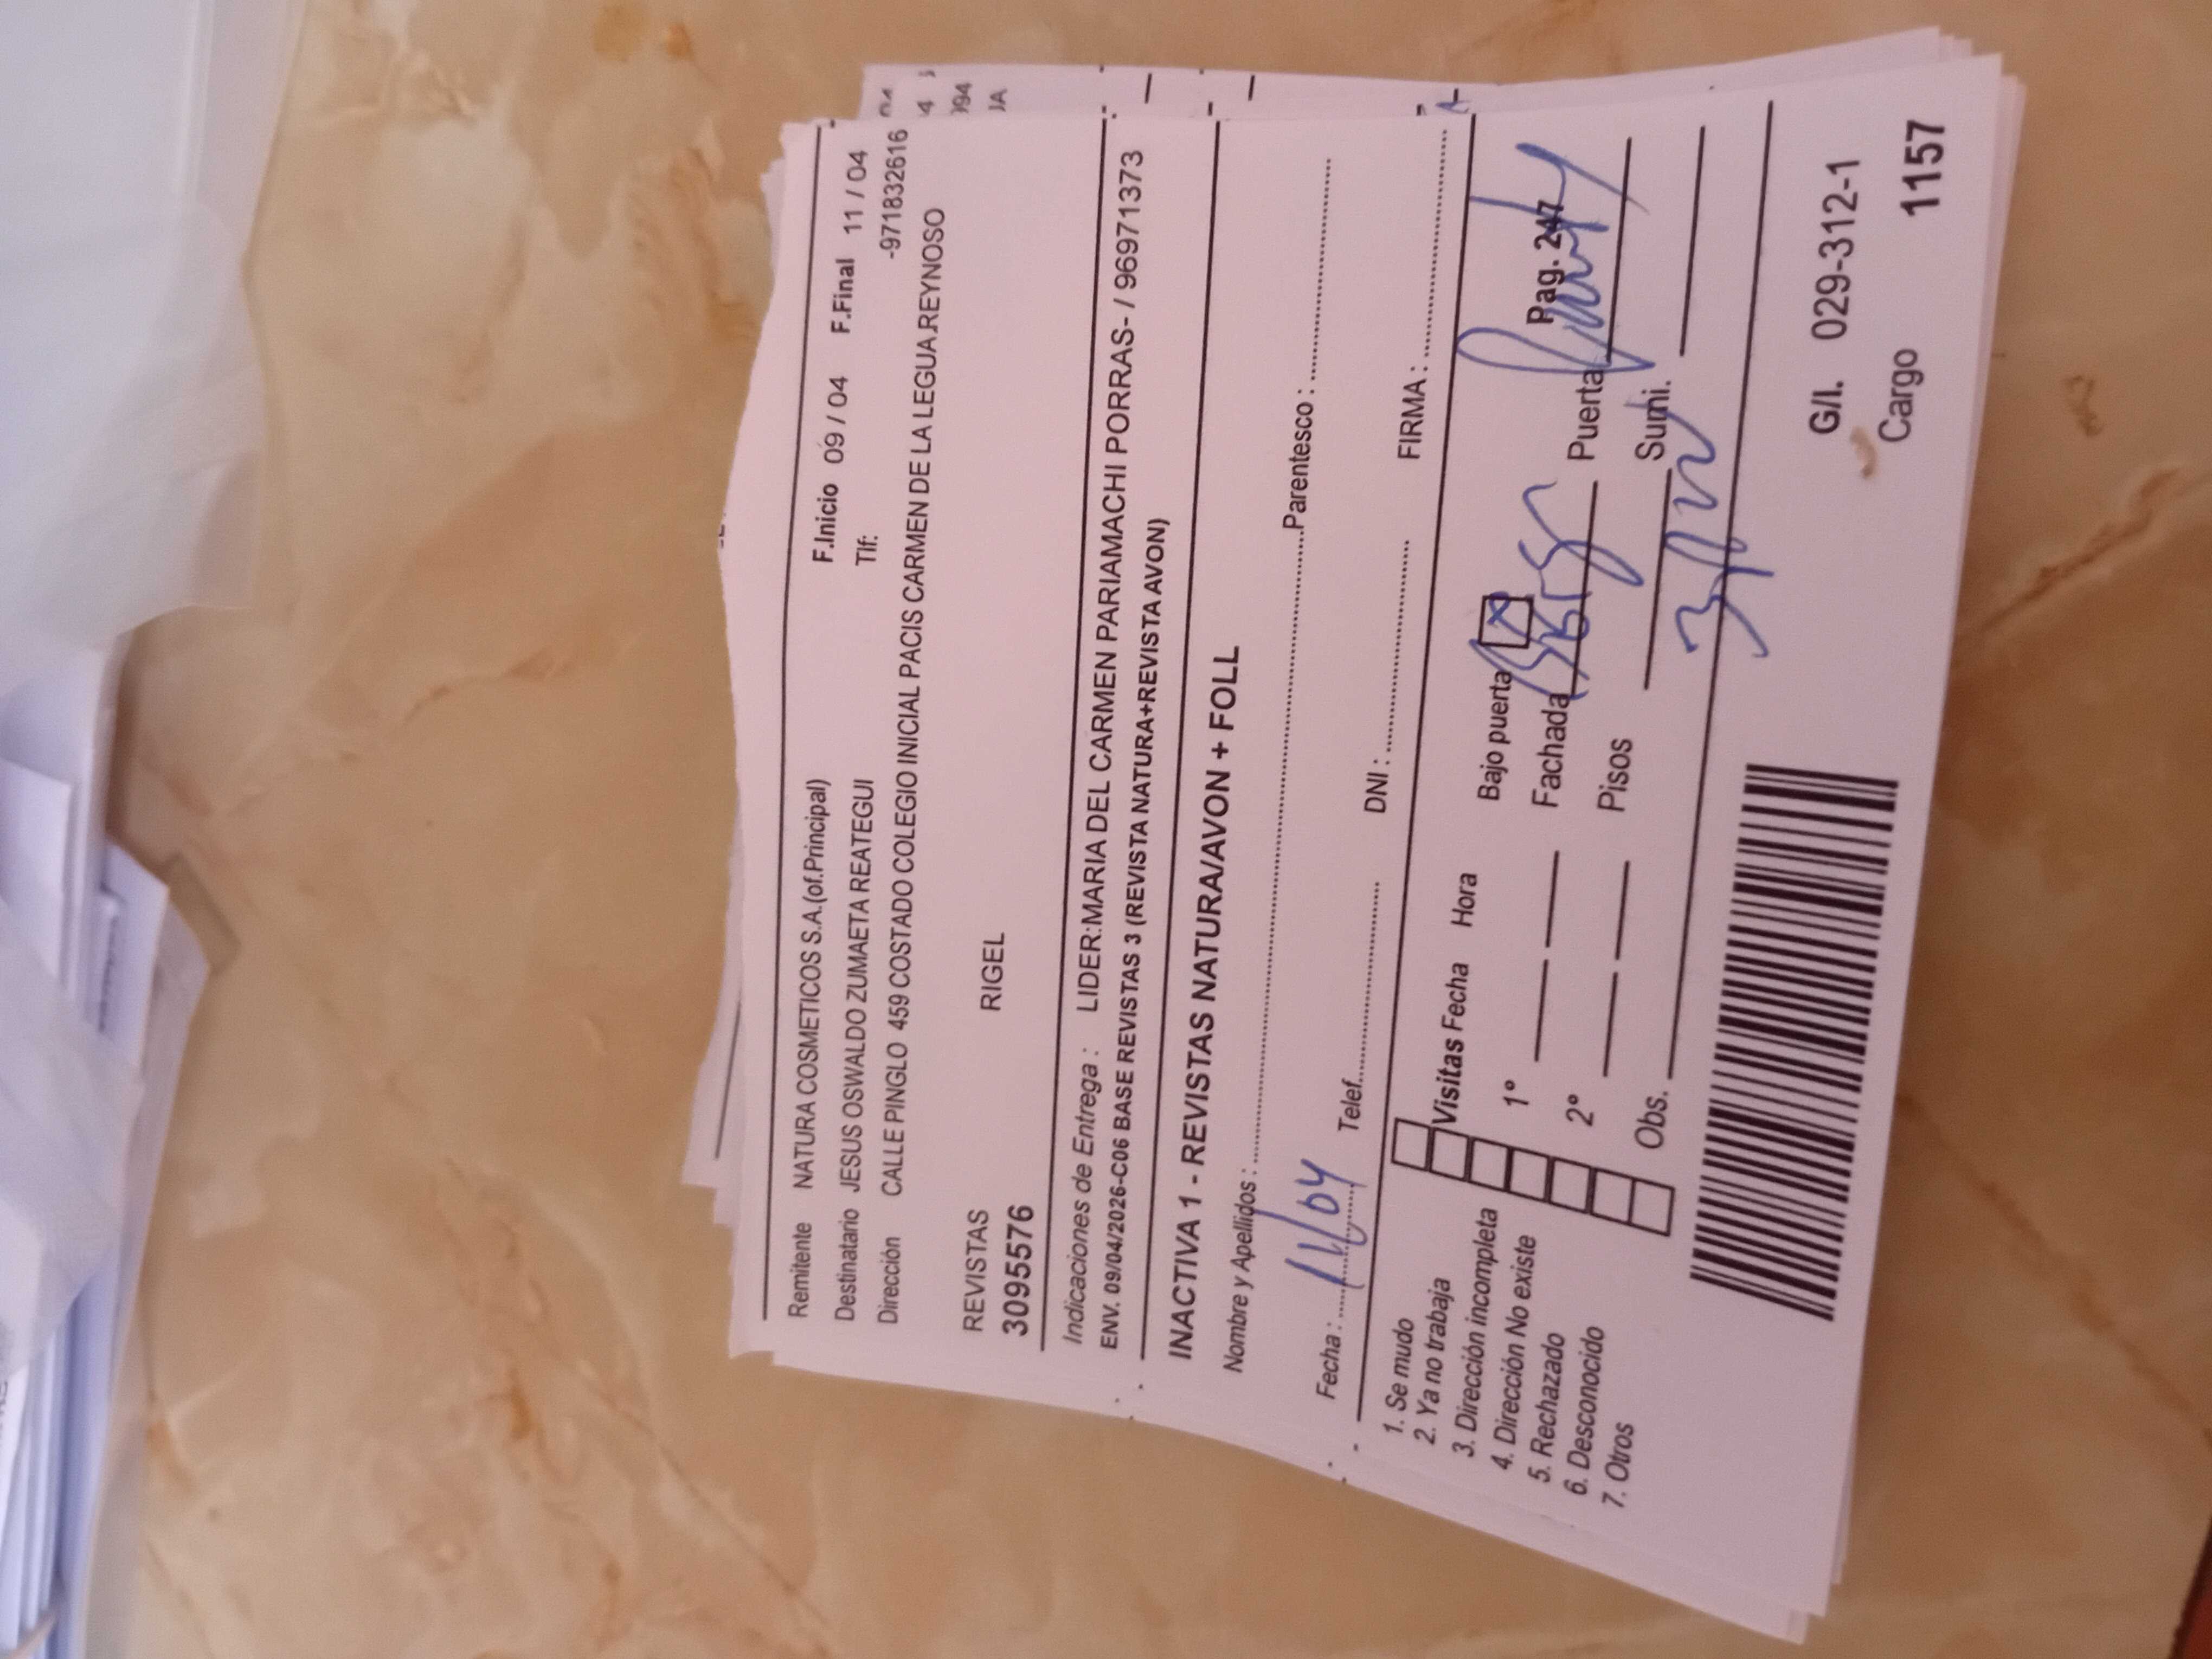 Remitente NATURA COSMETICOS S.A.(of.Principal) F.Inicio 09 / 04 F.Final 11 / 04
Destinatario JESUS OSWALDO ZUMAETA REATEGUI Tlf: -971832616
Dirección CALLE PINGLO 459 COSTADO COLEGIO INICIAL PACIS CARMEN DE LA LEGUA.REYNOSO
REVISTAS RIGEL
3095576
Indicaciones de Entrega : LIDER:MARIA DEL CARMEN PARIAMACHI PORRAS- / 969971373
ENV. 09/04/2026-C06 BASE REVISTAS 3 (REVISTA NATURA+REVISTA AVON)
INACTIVA 1 - REVISTAS NATURA/AVON + FOLL
Nombre y Apellidos : Parentesco :
Fecha : 11/04 Telef. DNI : FIRMA :
1. Se mudo
2. Ya no trabaja
3. Dirección incompleta
4. Dirección No existe
5. Rechazado
6. Desconocido
7. Otros
Visitas Fecha Hora
1º
2º
Obs.
Bajo puerta X Pag. 247
Fachada Puerta
Pisos Sumi.
G/I. 029-312-1
Cargo 1157